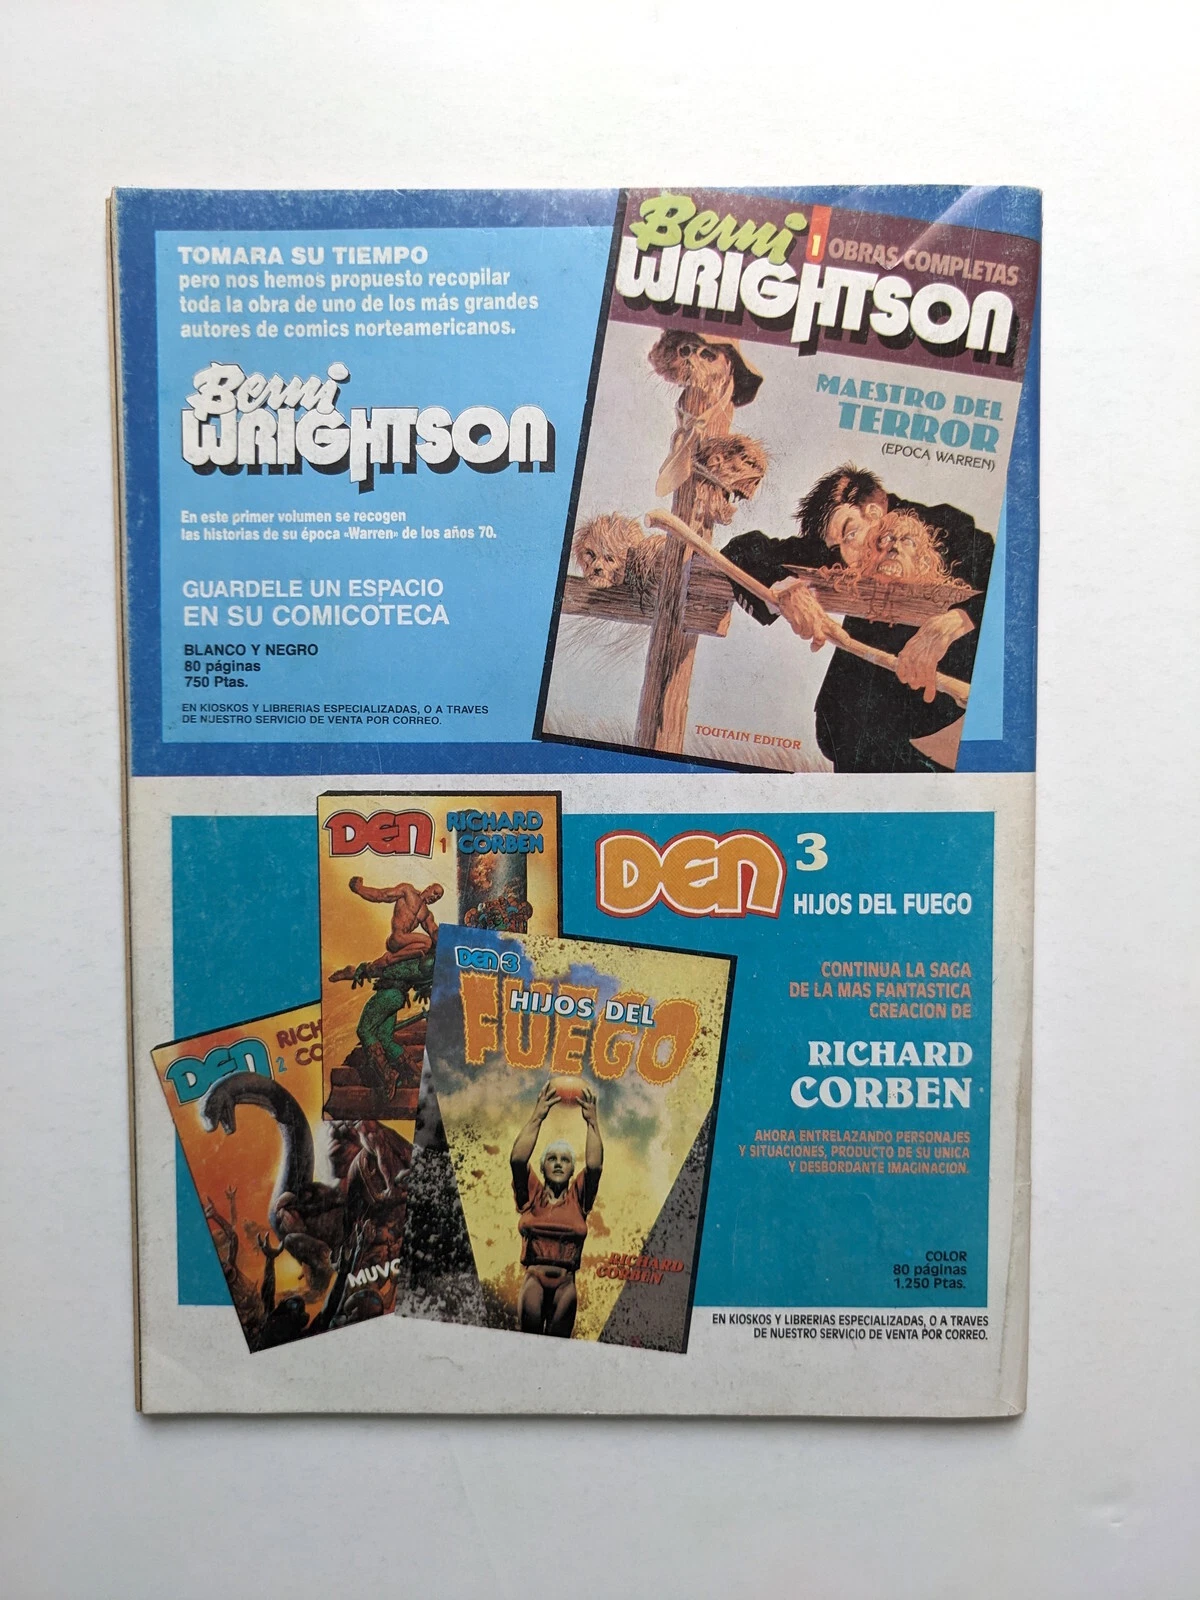 TOMARA SU TIEMPO
pero nos hemos propuesto recopilar
toda la obra de uno de los más grandes
autores de comics norteamericanos.
Berni
WRIGHTSON
En este primer volumen se recogen
las historias de su época «Warren» de los años 70.
GUARDELE UN ESPACIO
EN SU COMICOTECA
BLANCO Y NEGRO
80 páginas
750 Ptas.
EN KIOSKOS Y LIBRERIAS ESPECIALIZADAS, O A TRAVES
DE NUESTRO SERVICIO DE VENTA POR CORREO.
Berni 1 OBRAS COMPLETAS
WRIGHTSON
MAESTRO DEL
TERROR
(EPOCA WARREN)
TOUTAIN EDITOR
DEN 1 RICHARD
CORBEN
DEN 2 RICH
CO
MUVO
DEN 3
HIJOS DEL
FUEGO
RICHARD
CORBEN
DEN 3
HIJOS DEL FUEGO
CONTINUA LA SAGA
DE LA MAS FANTASTICA
CREACION DE
RICHARD
CORBEN
AHORA ENTRELAZANDO PERSONAJES
Y SITUACIONES, PRODUCTO DE SU UNICA
Y DESBORDANTE IMAGINACION.
COLOR
80 páginas
1.250 Ptas.
EN KIOSKOS Y LIBRERIAS ESPECIALIZADAS, O A TRAVES
DE NUESTRO SERVICIO DE VENTA POR CORREO.